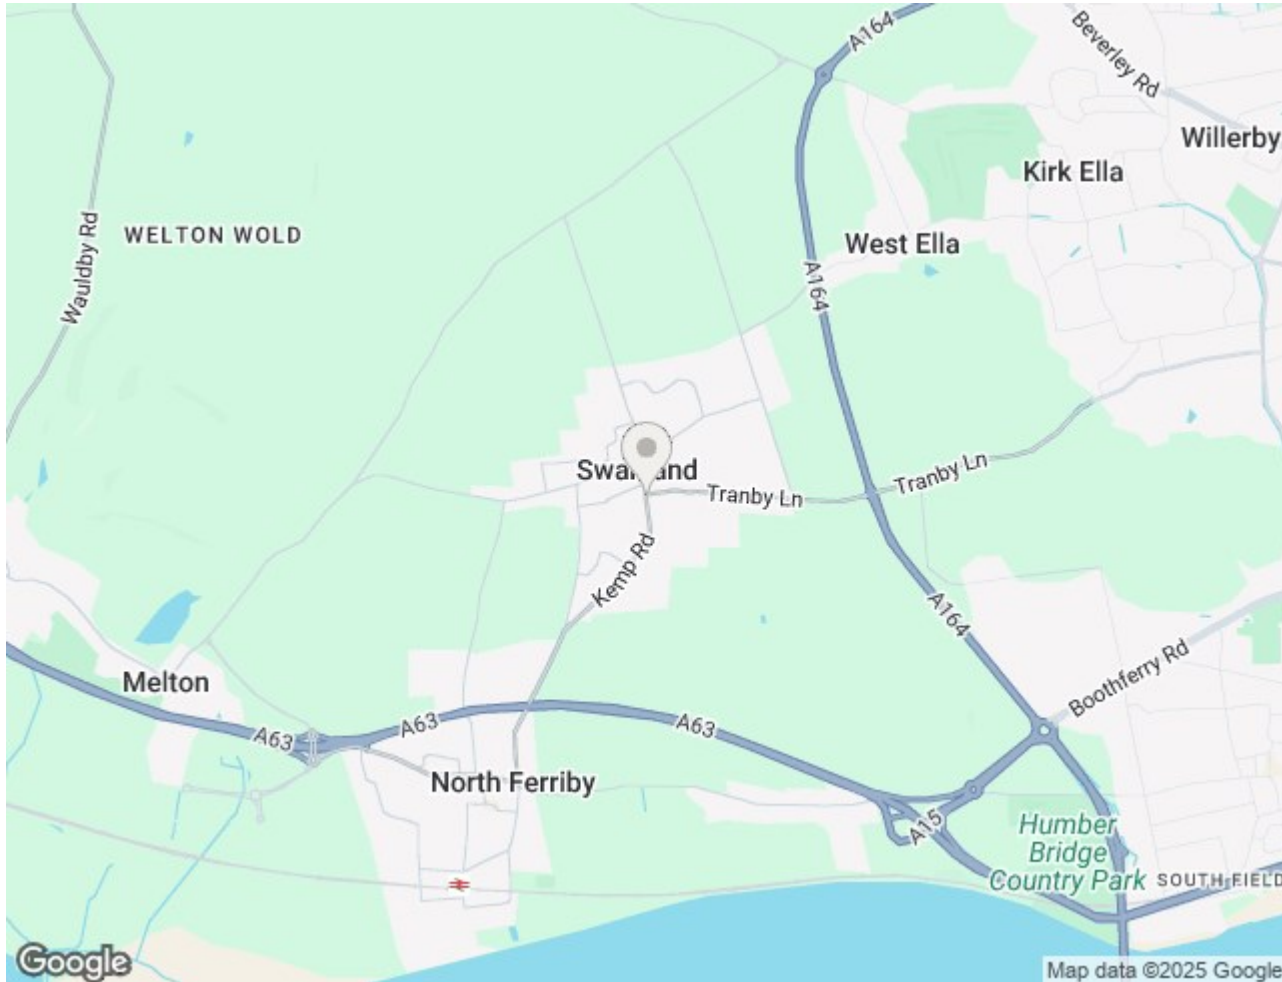 A164
Beverley Rd
Willerby
Kirk Ella
Wauldby Rd
WELTON WOLD
West Ella
A164
Tranby Ln
Tranby Ln
Kemp Rd
A164
Boothferry Rd
Melton
A63
A63
A63
North Ferriby
A15
Humber
Bridge
Country Park
SOUTH FIELD
Google
Map data ©2025 Google